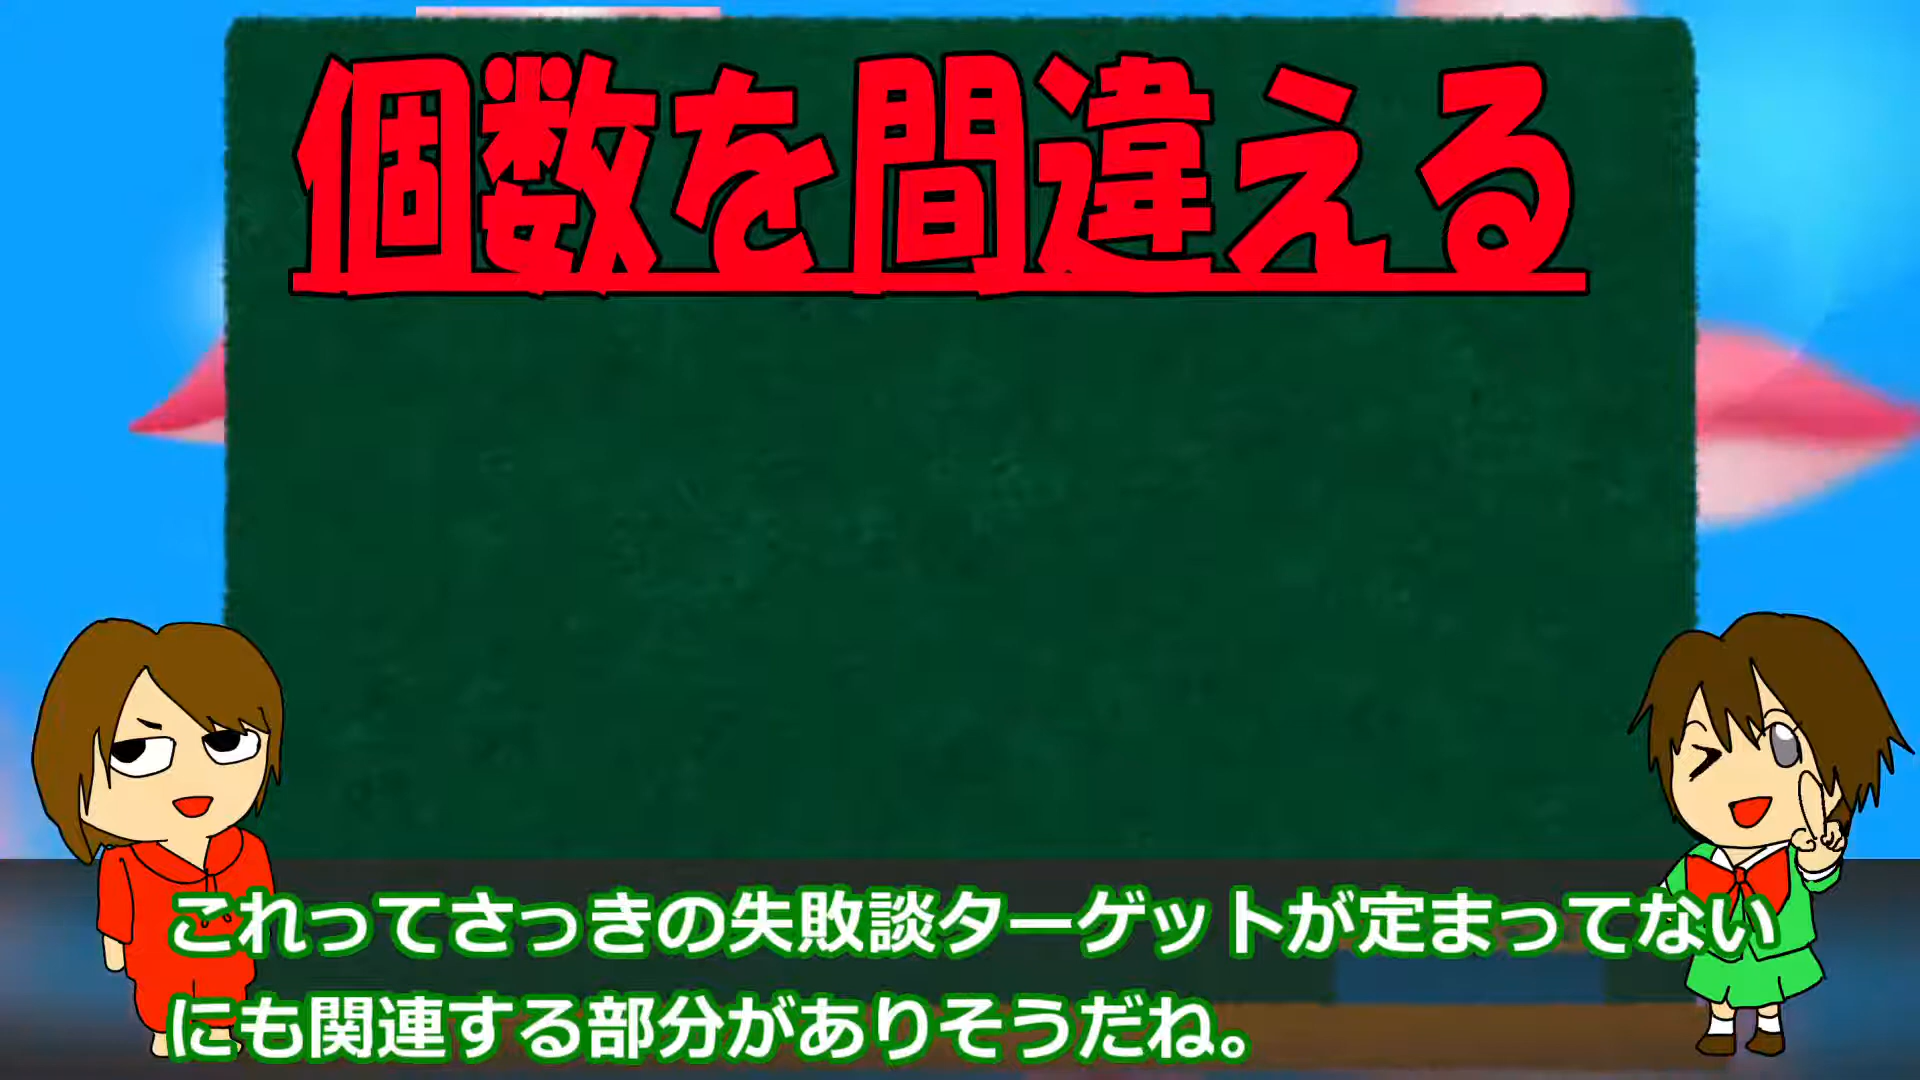 個数を間違える
これってさっきの失敗談ターゲットが定まってない
にも関連する部分がありそうだね。